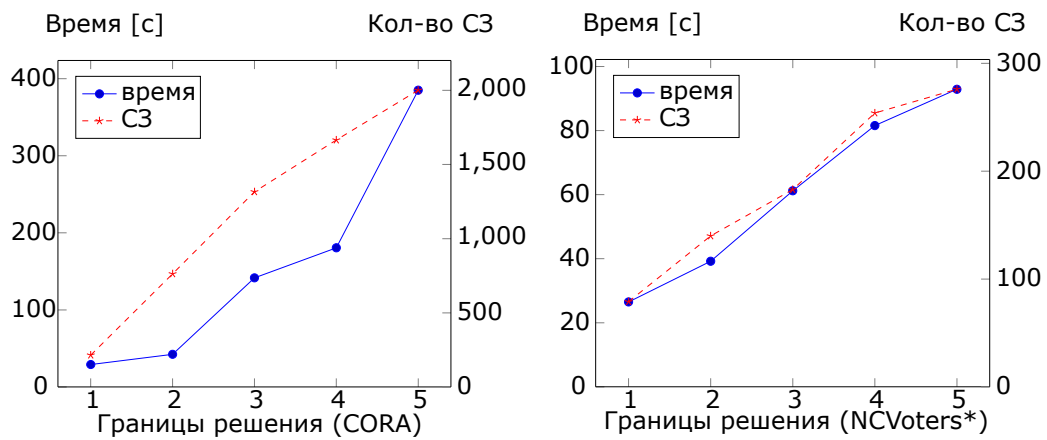 Время [с] Кол-во СЗ
400
300
200
100
0
2,000
1,500
1,000
500
0
время
СЗ
1 2 3 4 5
Границы решения (CORA)
Время [с] Кол-во СЗ
100
80
60
40
20
0
300
200
100
0
время
СЗ
1 2 3 4 5
Границы решения (NCVoters*)